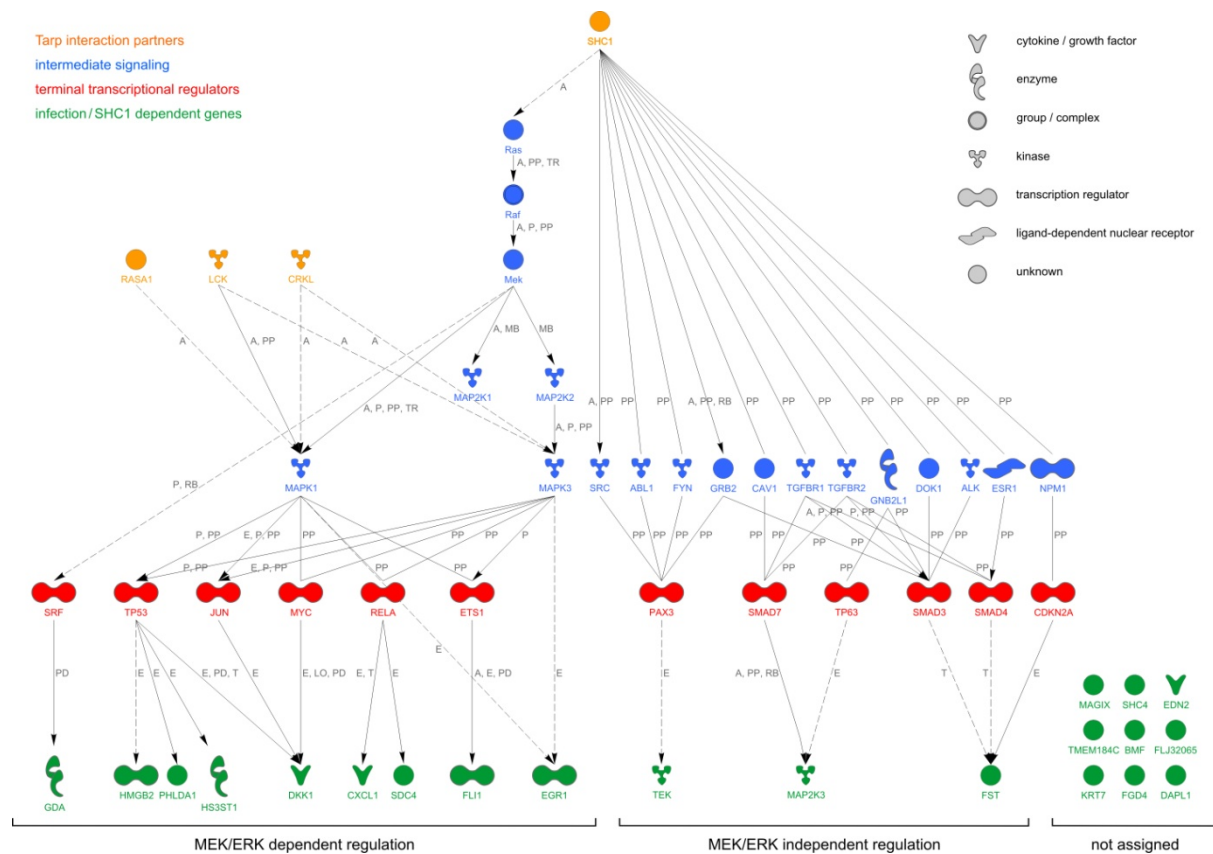 SHC1
Tarp interaction partners
intermediate signaling
terminal transcriptional regulators
infection / SHC1 dependent genes
cytokine / growth factor
enzyme
group / complex
kinase
transcription regulator
ligand-dependent nuclear receptor
unknown
A
Ras
A, PP, TR
Raf
A, P, PP
RASA1 LCK CRKL Mek
A A, PP A A A A, MB MB
MAP2K1 MAP2K2
A, P, PP, TR A, P, PP A, PP PP PP A, PP, RB PP PP PP PP PP PP PP PP
P, RB
MAPK1 MAPK3 SRC ABL1 FYN GRB2 CAV1 TGFBR1 TGFBR2 GNB2L1 DOK1 ALK ESR1 NPM1
A, P, PP P, PP PP
P, PP E, P, PP PP PP PP P PP PP PP PP PP PP PP PP PP PP PP
P, PP E, P, PP PP PP PP PP PP PP
SRF TP53 JUN MYC RELA ETS1 PAX3 SMAD7 TP63 SMAD3 SMAD4 CDKN2A
E
PD E E E E, PD, T E E, LO, PD E, T E A, E, PD E E A, PP, RB E T T E
MAGIX SHC4 EDN2
TMEM184C BMF FLJ32065
KRT7 FGD4 DAPL1
GDA HMGB2 PHLDA1 HS3ST1 DKK1 CXCL1 SDC4 FLI1 EGR1 TEK MAP2K3 FST
MEK/ERK dependent regulation MEK/ERK independent regulation not assigned